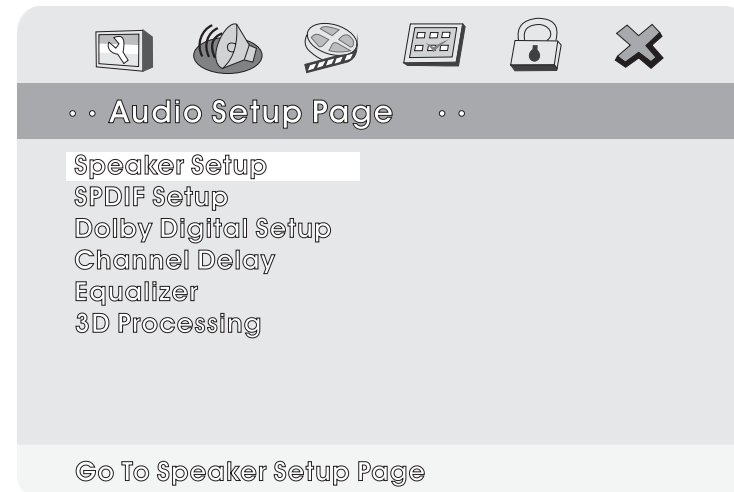 · · Audio Setup Page · ·
Speaker Setup
SPDIF Setup
Dolby Digital Setup
Channel Delay
Equalizer
3D Processing
Go To Speaker Setup Page